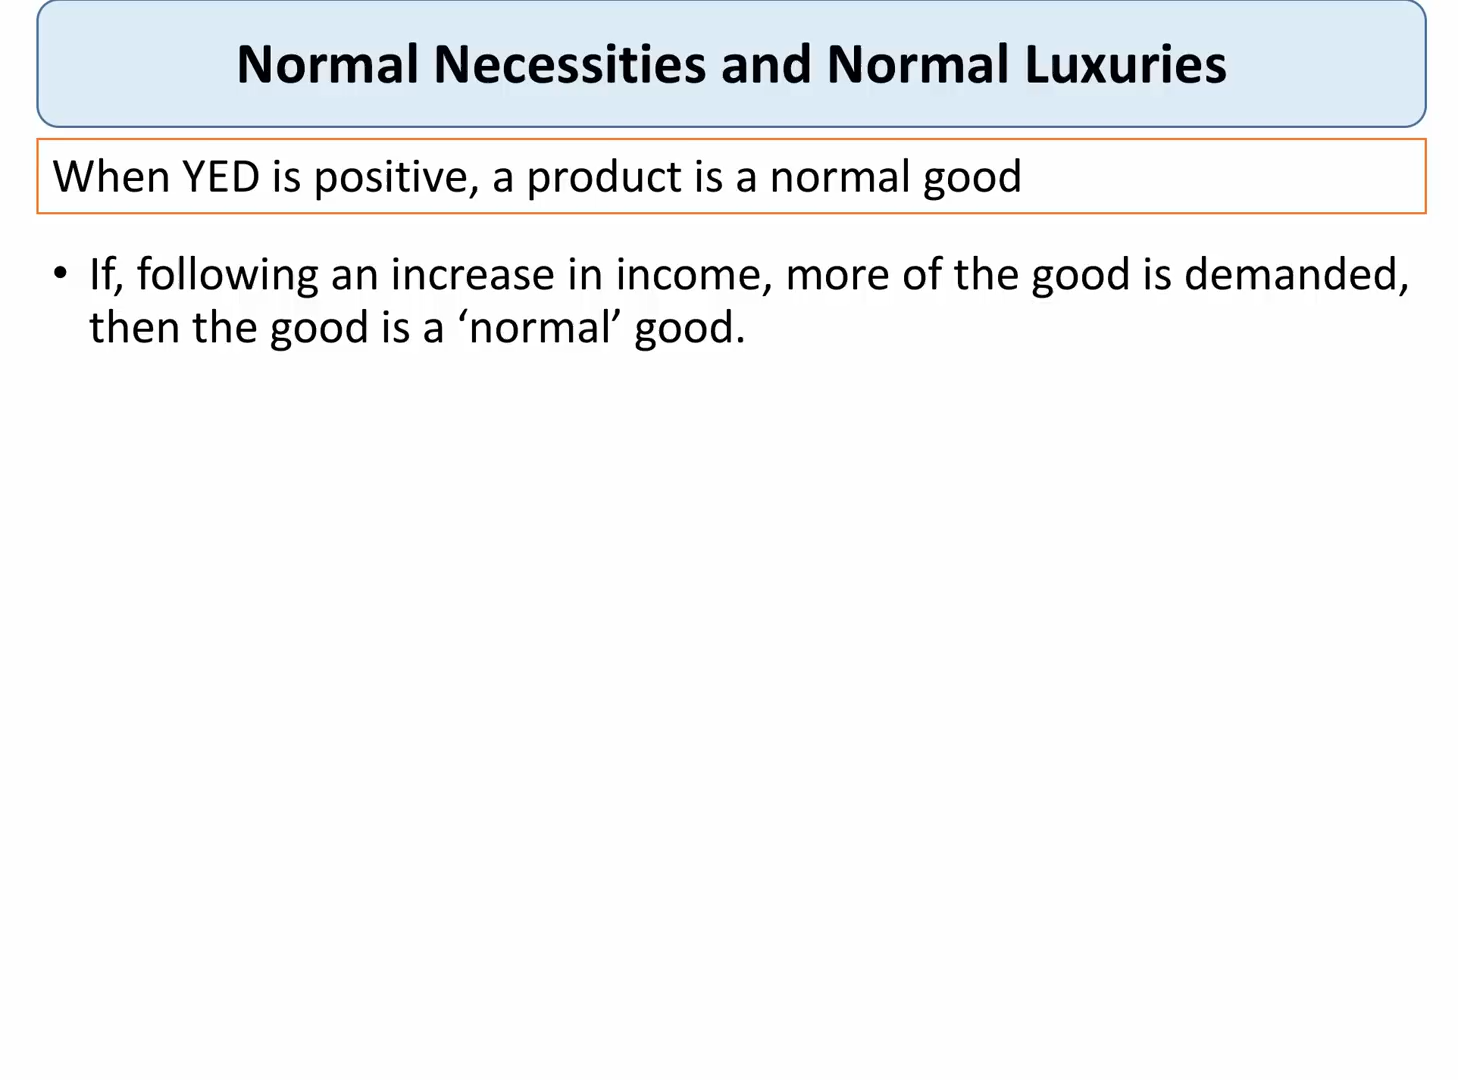 Normal Necessities and Normal Luxuries
When YED is positive, a product is a normal good
• If, following an increase in income, more of the good is demanded,
then the good is a ‘normal’ good.